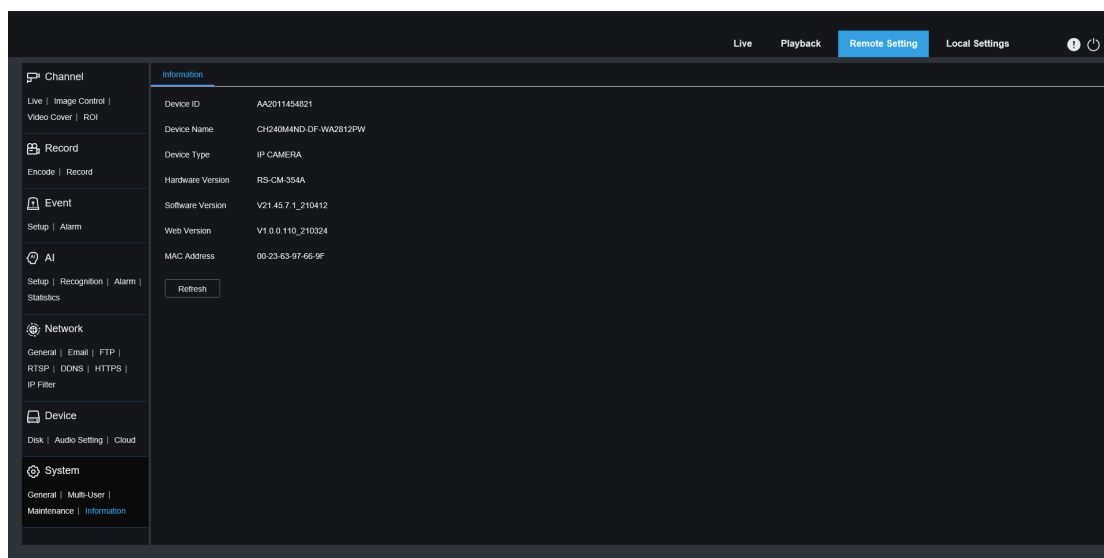 Live Playback Remote Setting Local Settings
Channel
Live | Image Control |
Video Cover | ROI
Record
Encode | Record
Event
Setup | Alarm
AI
Setup | Recognition | Alarm |
Statistics
Network
General | Email | FTP |
RTSP | DDNS | HTTPS |
IP Filter
Device
Disk | Audio Setting | Cloud
System
General | Multi-User |
Maintenance | Information
Information
Device ID AA2011454821
Device Name CH240M4ND-DF-WA2812PW
Device Type IP CAMERA
Hardware Version RS-CM-354A
Software Version V21.45.7.1_210412
Web Version V1.0.0.110_210324
MAC Address 00-23-63-97-66-9F
Refresh